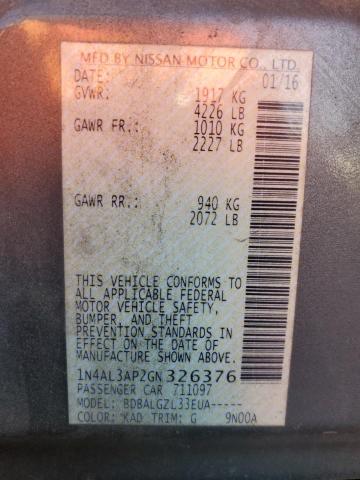 MFD BY NISSAN MOTOR CO., LTD.
DATE: 01/16
GVWR: 1917 KG
4226 LB
GAWR FR: 1010 KG
2227 LB
GAWR RR: 940 KG
2072 LB
THIS VEHICLE CONFORMS TO
ALL APPLICABLE FEDERAL
MOTOR VEHICLE SAFETY,
BUMPER, AND THEFT
PREVENTION STANDARDS IN
EFFECT ON THE DATE OF
MANUFACTURE SHOWN ABOVE.
1N4AL3AP2GN326376
PASSENGER CAR 711097
MODEL: BDBALGZL33EUA-----
COLOR: KAD TRIM: G 9N00A